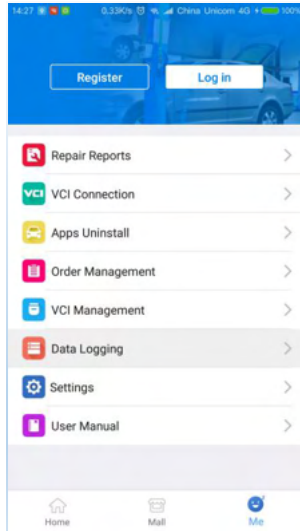 14:27 0.33K/s China Unicom 4G 100%
Register Log in
Repair Reports
VCI VCI Connection
Apps Uninstall
Order Management
VCI Management
Data Logging
Settings
User Manual
Home Mall Me